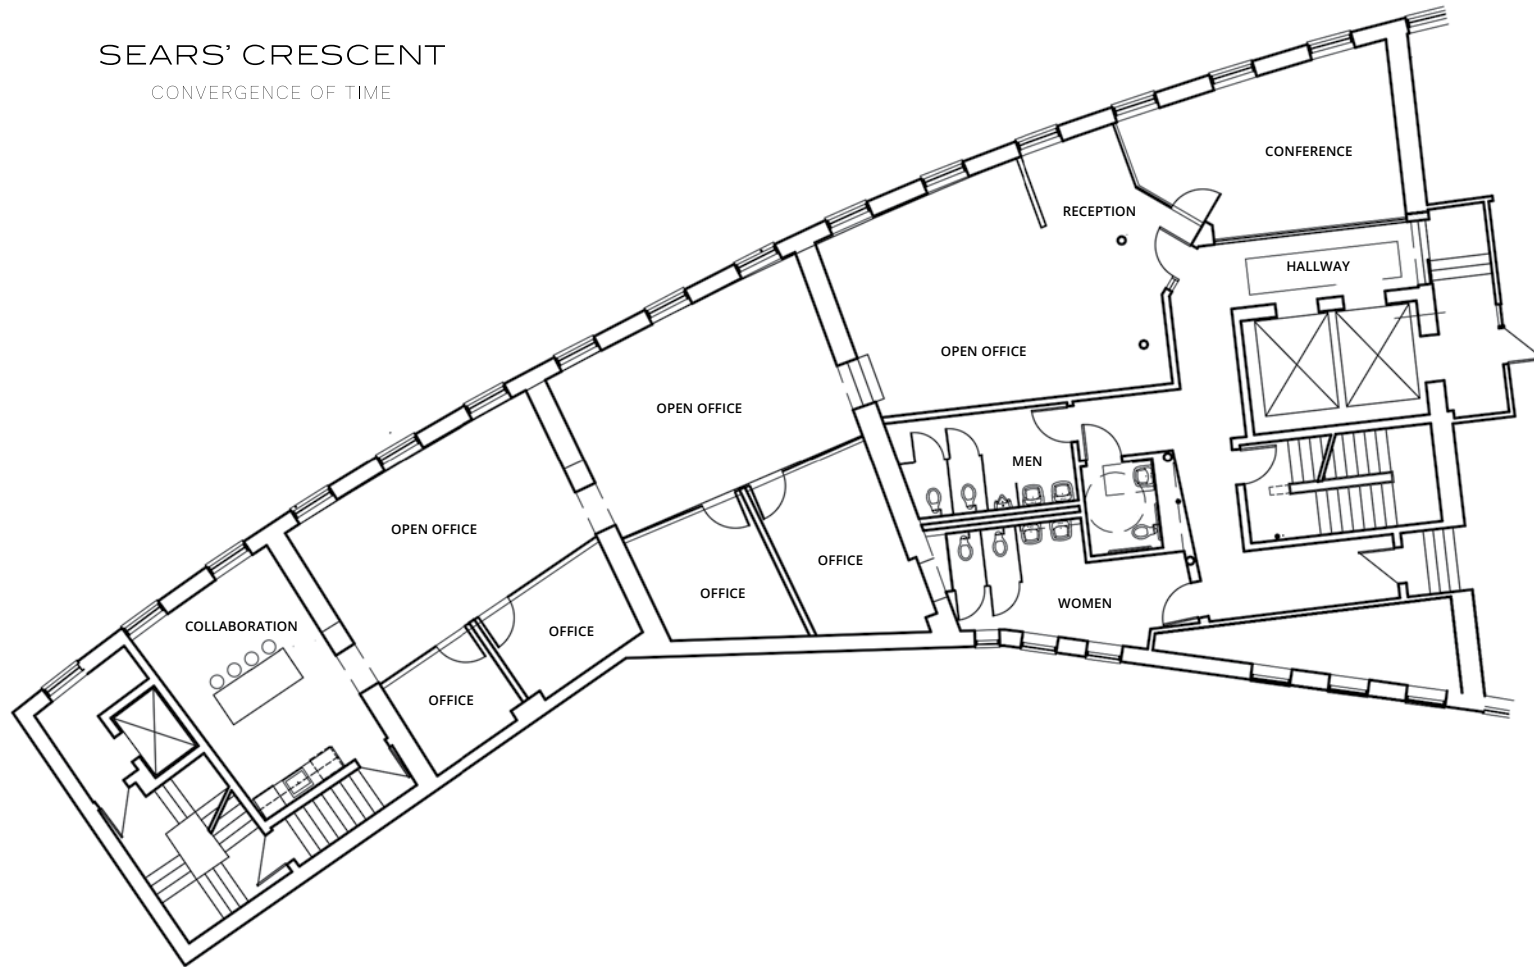 SEARS’ CRESCENT
CONVERGENCE OF TIME
CONFERENCE
RECEPTION
HALLWAY
OPEN OFFICE
OPEN OFFICE
MEN
OPEN OFFICE
OFFICE
OFFICE
WOMEN
COLLABORATION
OFFICE
OFFICE